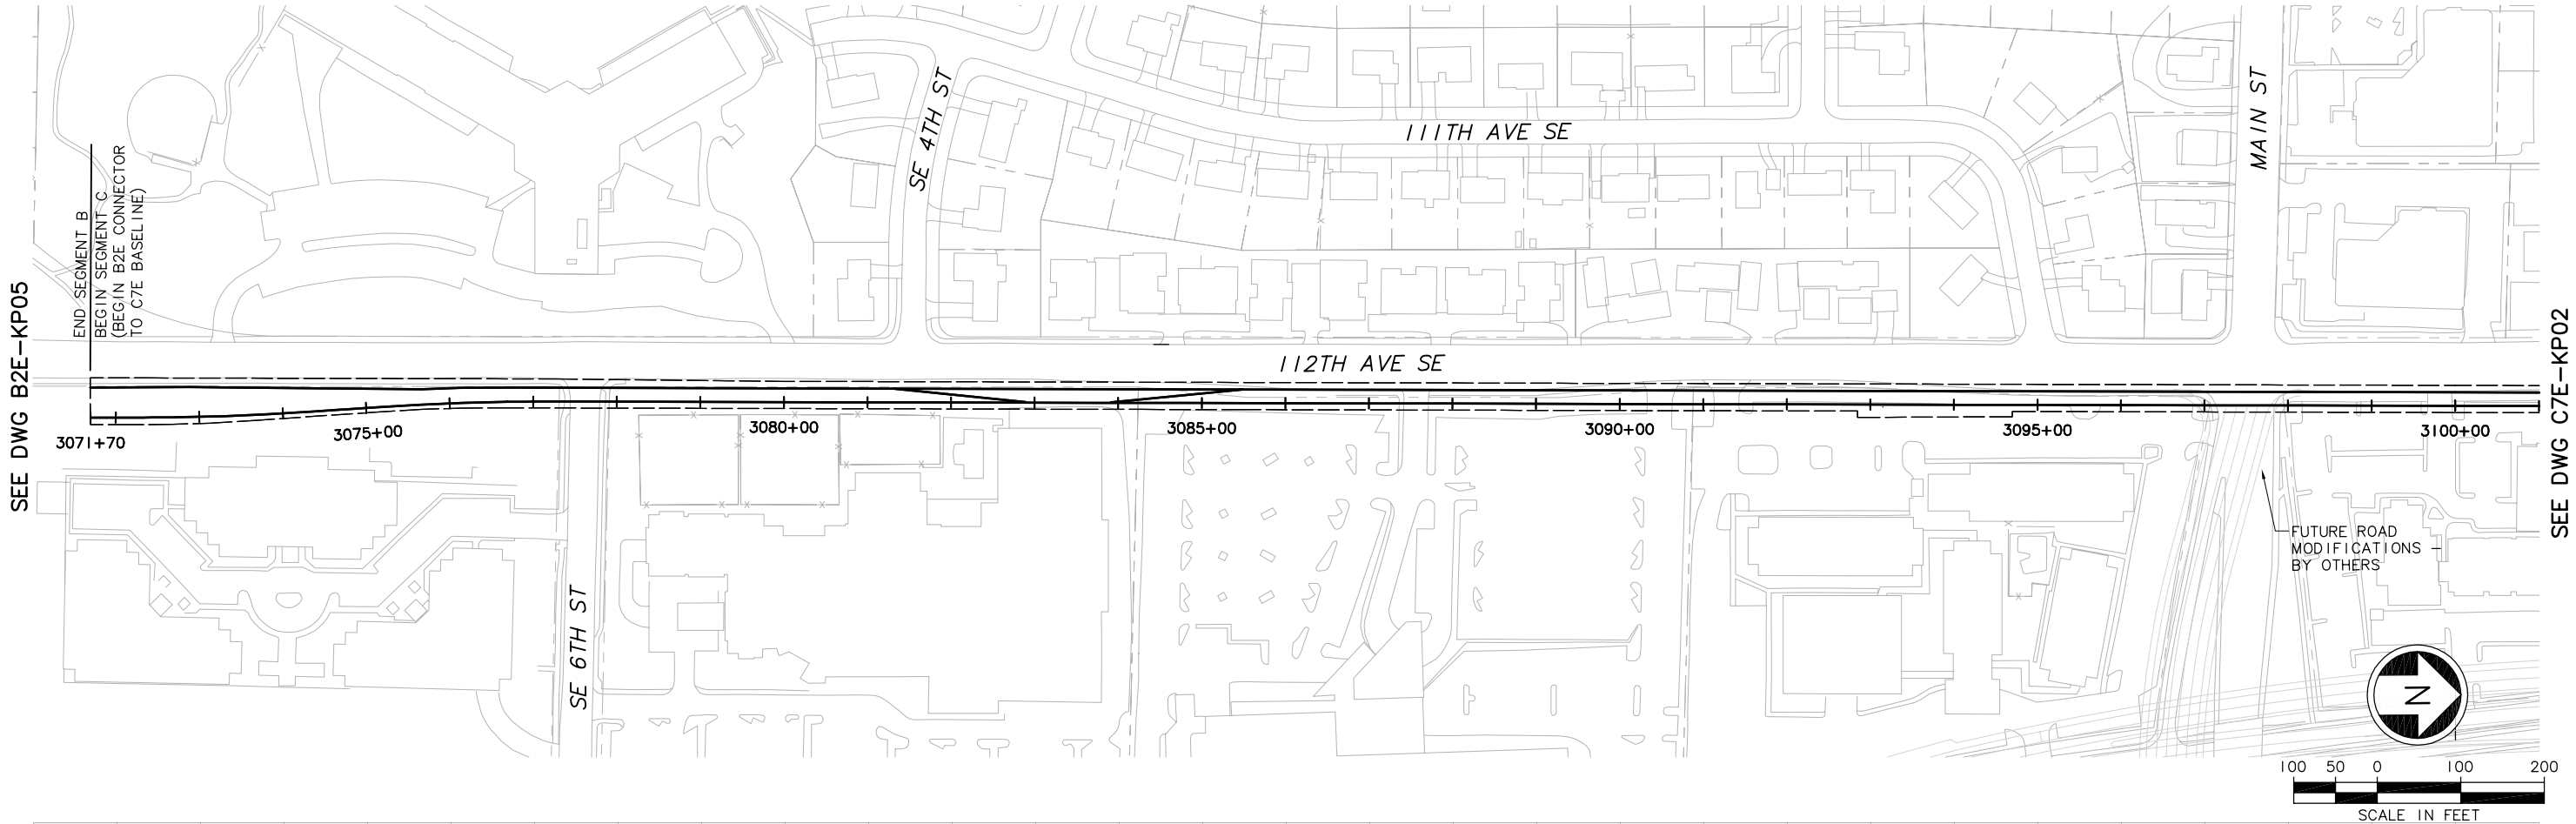 SE 4TH ST
111TH AVE SE
MAIN ST
END SEGMENT B
BEGIN SEGMENT C
(BEGIN B2E CONNECTOR
TO C7E BASELINE)
SEE DWG B2E-KP05
112TH AVE SE
SEE DWG C7E-KP02
3071+70
3075+00
3080+00
3085+00
3090+00
3095+00
3100+00
SE 6TH ST
FUTURE ROAD
MODIFICATIONS -
BY OTHERS
N
100 50 0 100 200
SCALE IN FEET